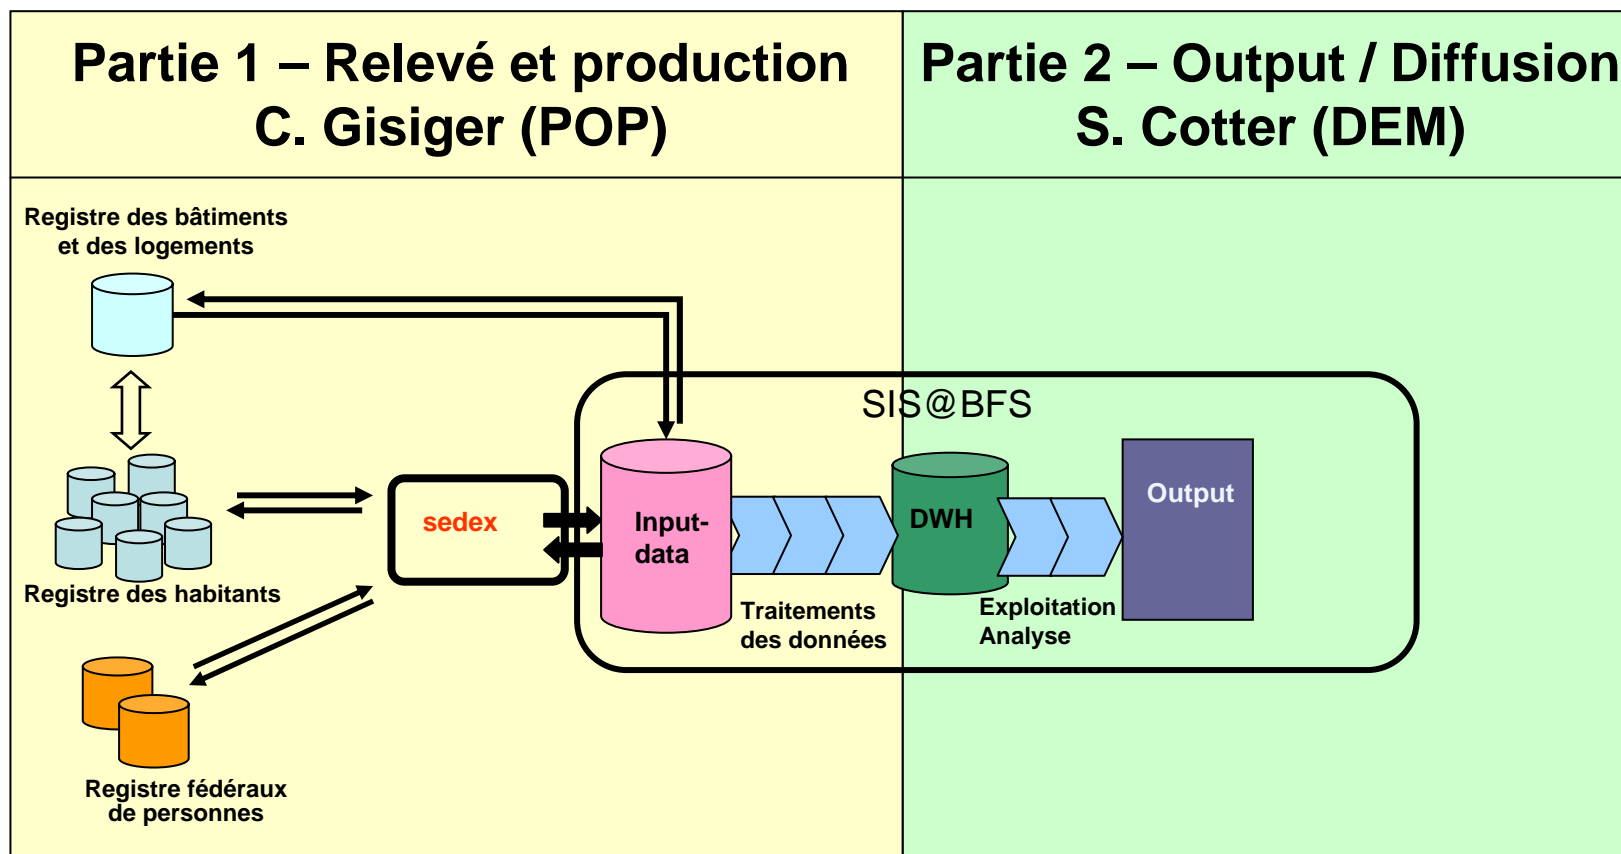 Partie 1 – Relevé et production
C. Gisiger (POP)
Partie 2 – Output / Diffusion
S. Cotter (DEM)
Registre des bâtiments
et des logements
SIS@BFS
sedex
Input-
data
DWH
Output
Registre des habitants
Traitements
des données
Exploitation
Analyse
Registre fédéraux
de personnes